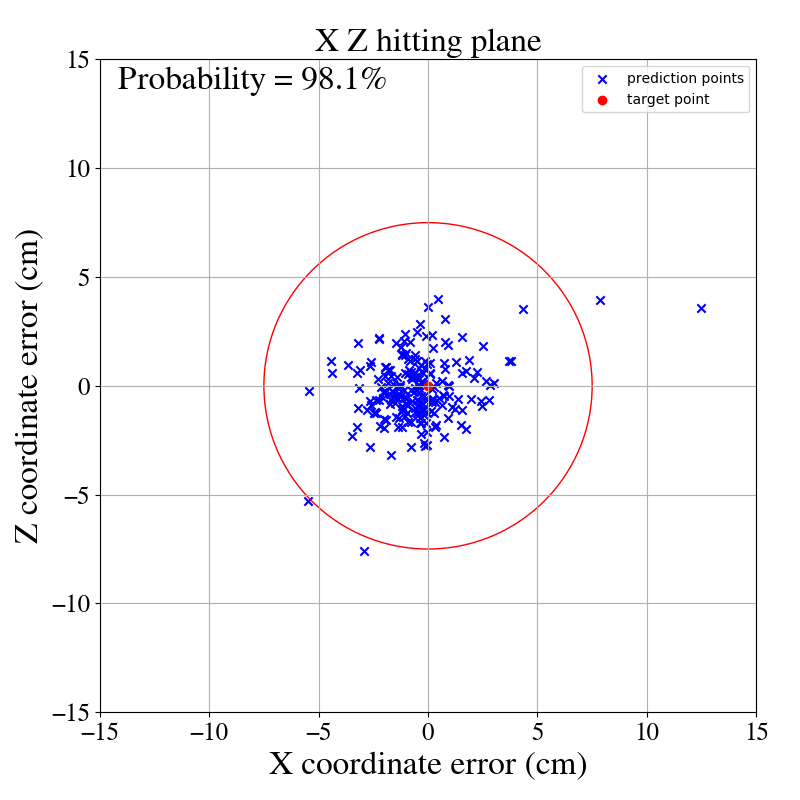 X Z hitting plane
Probability = 98.1%
prediction points
target point
15
10
5
0
−5
−10
−15
−15
−10
−5
0
5
10
15
Z coordinate error (cm)
X coordinate error (cm)